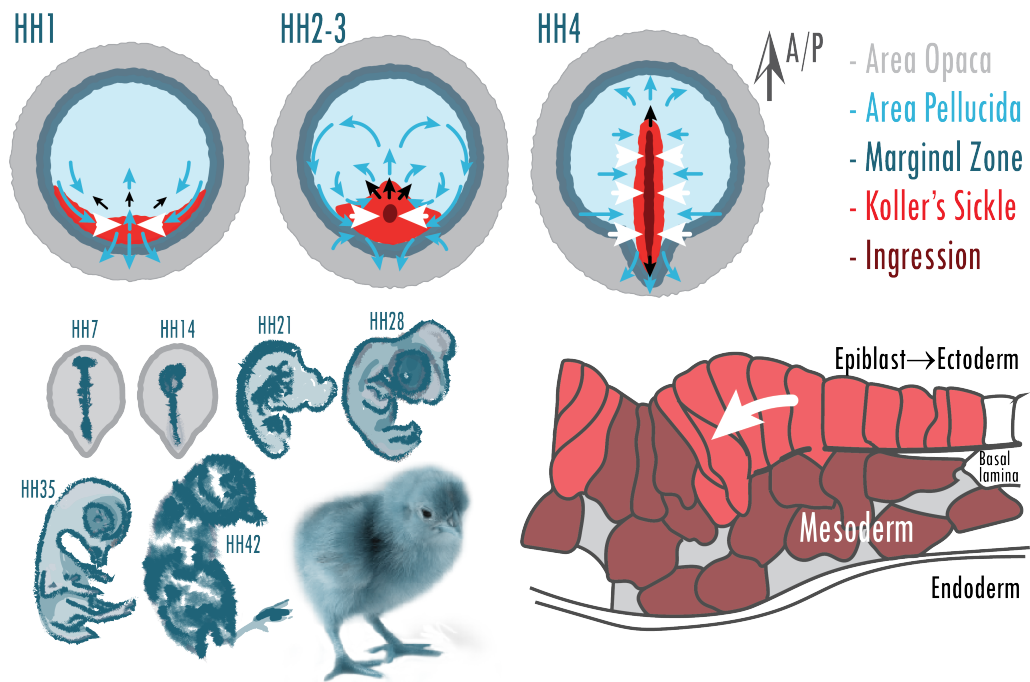 HH1
HH2-3
HH4
A/P
- Area Opaca
- Area Pellucida
- Marginal Zone
- Koller's Sickle
- Ingression
HH7
HH14
HH21
HH28
HH35
HH42
Epiblast→Ectoderm
Basal
lamina
Mesoderm
Endoderm